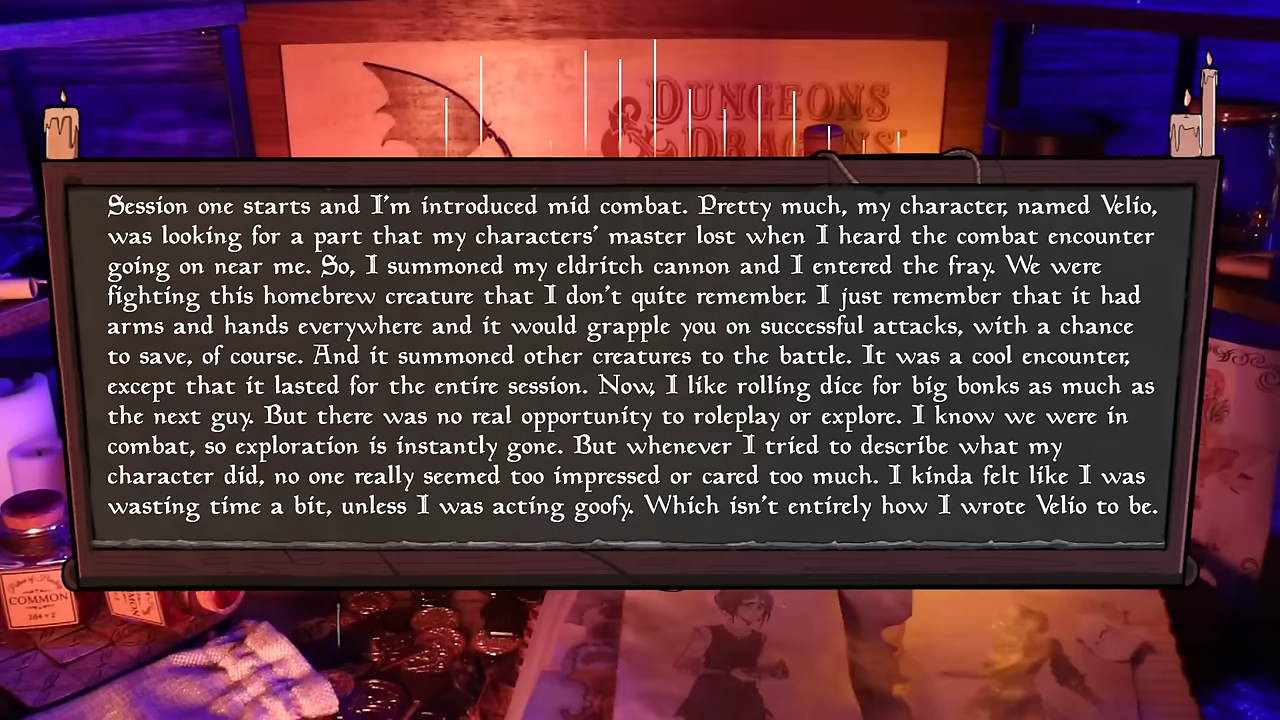 DUNGEONS
& DRAGONS
Session one starts and I'm introduced mid combat. Pretty much, my character, named Velio,
was looking for a part that my characters' master lost when I heard the combat encounter
going on near me. So, I summoned my eldritch cannon and I entered the fray. We were
fighting this homebrew creature that I don't quite remember. I just remember that it had
arms and hands everywhere and it would grapple you on successful attacks, with a chance
to save, of course. And it summoned other creatures to the battle. It was a cool encounter,
except that it lasted for the entire session. Now, I like rolling dice for big bonks as much as
the next guy. But there was no real opportunity to roleplay or explore. I know we were in
combat, so exploration is instantly gone. But whenever I tried to describe what my
character did, no one really seemed too impressed or cared too much. I kinda felt like I was
wasting time a bit, unless I was acting goofy. Which isn't entirely how I wrote Velio to be.
COMMON
2d4 + 2